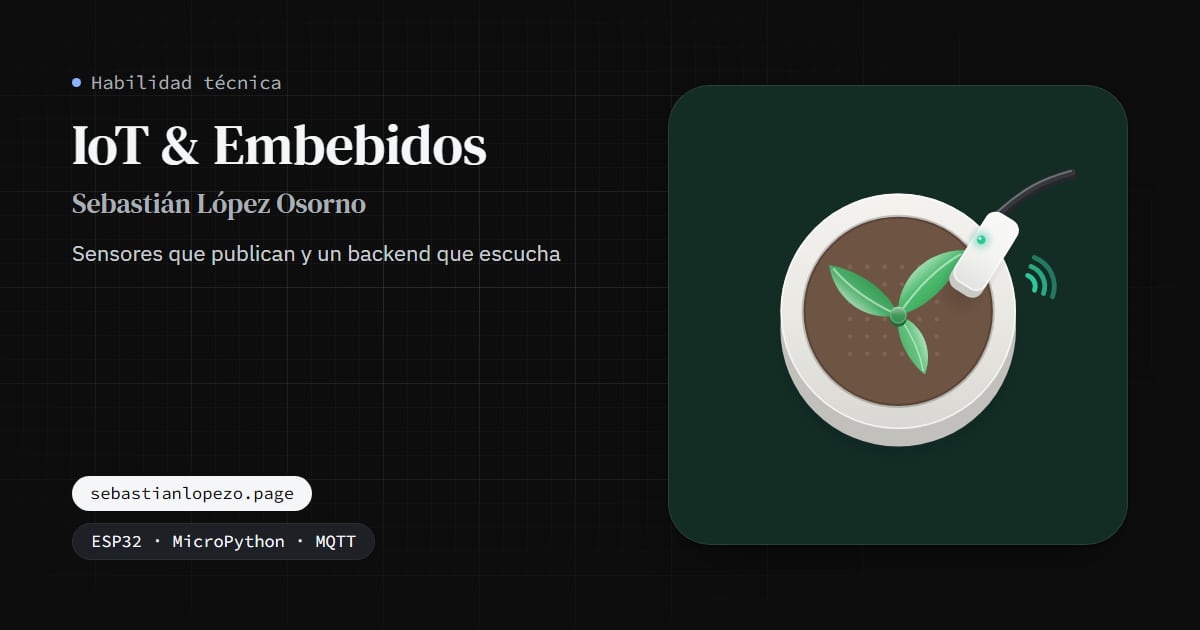 Habilidad técnica
IoT & Embebidos
Sebastián López Osorno
Sensores que publican y un backend que escucha
sebastianlopezo.page
ESP32 · MicroPython · MQTT